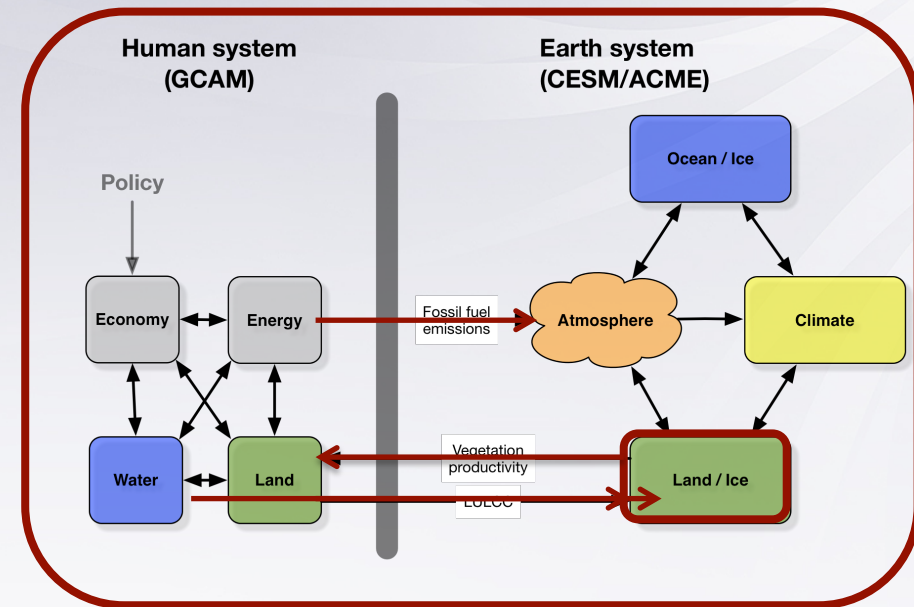 Human system
(GCAM)
Earth system
(CESM/ACME)
Ocean / Ice
Policy
Economy
Energy
Fossil fuel
emissions
Atmosphere
Climate
Vegetation
productivity
Water
Land
Land / Ice
LULCC